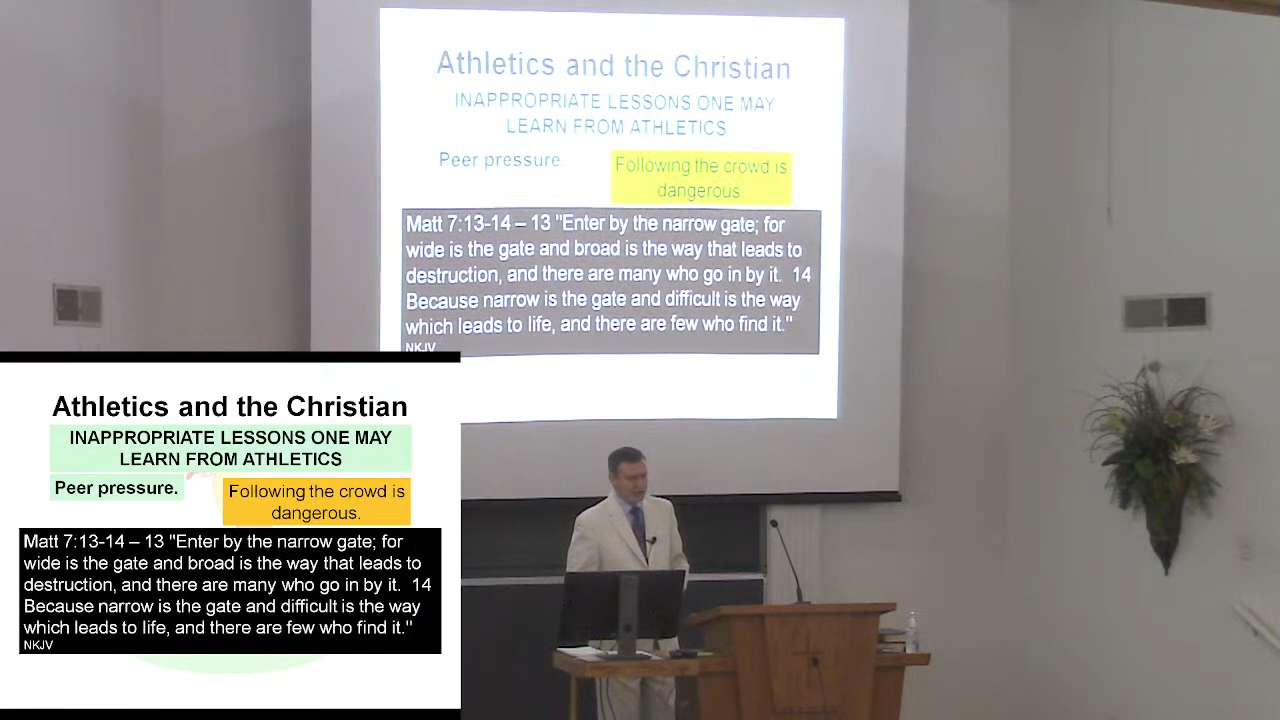 Athletics and the Christian
INAPPROPRIATE LESSONS ONE MAY
LEARN FROM ATHLETICS
Peer pressure.
Following the crowd is
dangerous.
Matt 7:13-14 – 13 "Enter by the narrow gate; for
wide is the gate and broad is the way that leads to
destruction, and there are many who go in by it.  14
Because narrow is the gate and difficult is the way
which leads to life, and there are few who find it."
NKJV
Athletics and the Christian
INAPPROPRIATE LESSONS ONE MAY
LEARN FROM ATHLETICS
Peer pressure.
Following the crowd is
dangerous.
Matt 7:13-14 – 13 "Enter by the narrow gate; for
wide is the gate and broad is the way that leads to
destruction, and there are many who go in by it.  14
Because narrow is the gate and difficult is the way
which leads to life, and there are few who find it."
NKJV